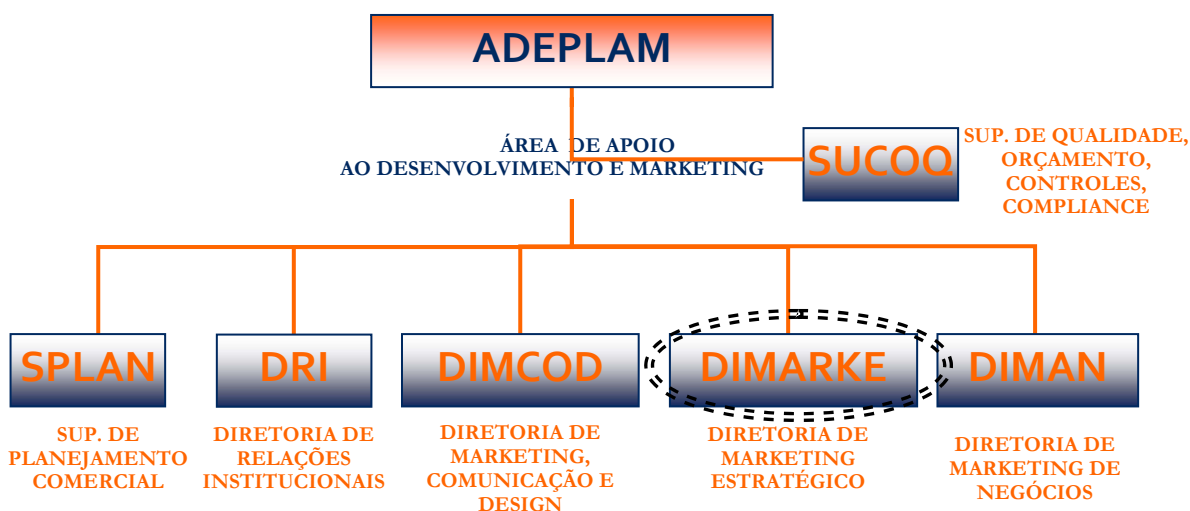 ADEPLAM
ÁREA DE APOIO
AO DESENVOLVIMENTO E MARKETING
SUCOQ
SUP. DE QUALIDADE,
ORÇAMENTO,
CONTROLES,
COMPLIANCE
SPLAN
SUP. DE
PLANEJAMENTO
COMERCIAL
DRI
DIRETORIA DE
RELAÇÕES
INSTITUCIONAIS
DIMCOD
DIRETORIA DE
MARKETING,
COMUNICAÇÃO E
DESIGN
DIMARKE
DIRETORIA DE
MARKETING
ESTRATÉGICO
DIMAN
DIRETORIA DE
MARKETING DE
NEGÓCIOS